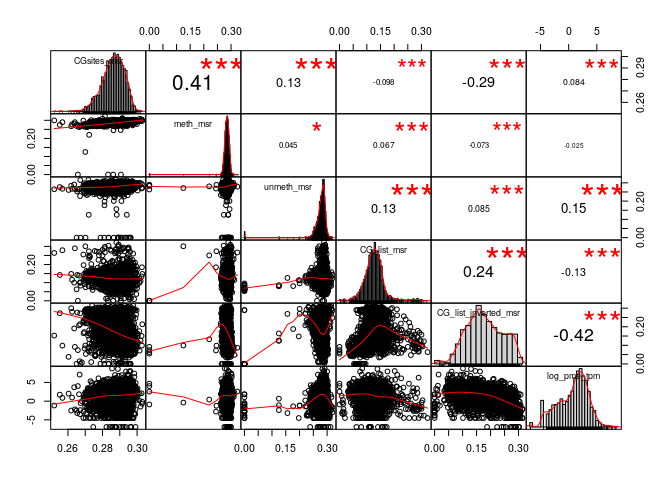 0.00 0.15 0.30 0.00 0.15 0.30 -5 0 5
CGsites_msr 0.41 *** 0.13 *** -0.098 *** -0.29 *** 0.084 *** 0.26 0.29
0.00 0.20 meth_msr 0.045 * 0.067 *** -0.073 *** -0.025
unmeth_msr 0.13 *** 0.085 *** 0.15 *** 0.00 0.20
0.00 0.20 CG_list_msr 0.24 *** -0.13 ***
CG_list_inverted_msr -0.42 *** 0.00 0.20
-5 0 5
0.26 0.28 0.30 0.00 0.15 0.30 0.00 0.15 0.30